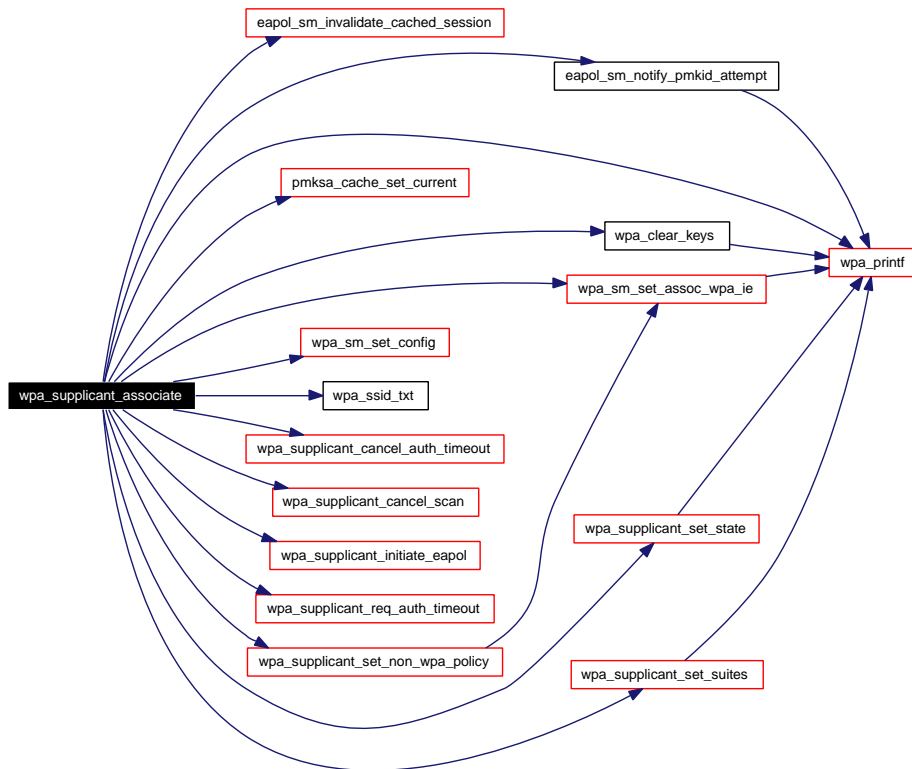 eapol_sm_invalidate_cached_session
eapol_sm_notify_pmkid_attempt
pmksa_cache_set_current
wpa_clear_keys
wpa_printf
wpa_sm_set_assoc_wpa_ie
wpa_sm_set_config
wpa_supplicant_associate
wpa_ssid_txt
wpa_supplicant_cancel_auth_timeout
wpa_supplicant_cancel_scan
wpa_supplicant_set_state
wpa_supplicant_initiate_eapol
wpa_supplicant_req_auth_timeout
wpa_supplicant_set_non_wpa_policy
wpa_supplicant_set_suites